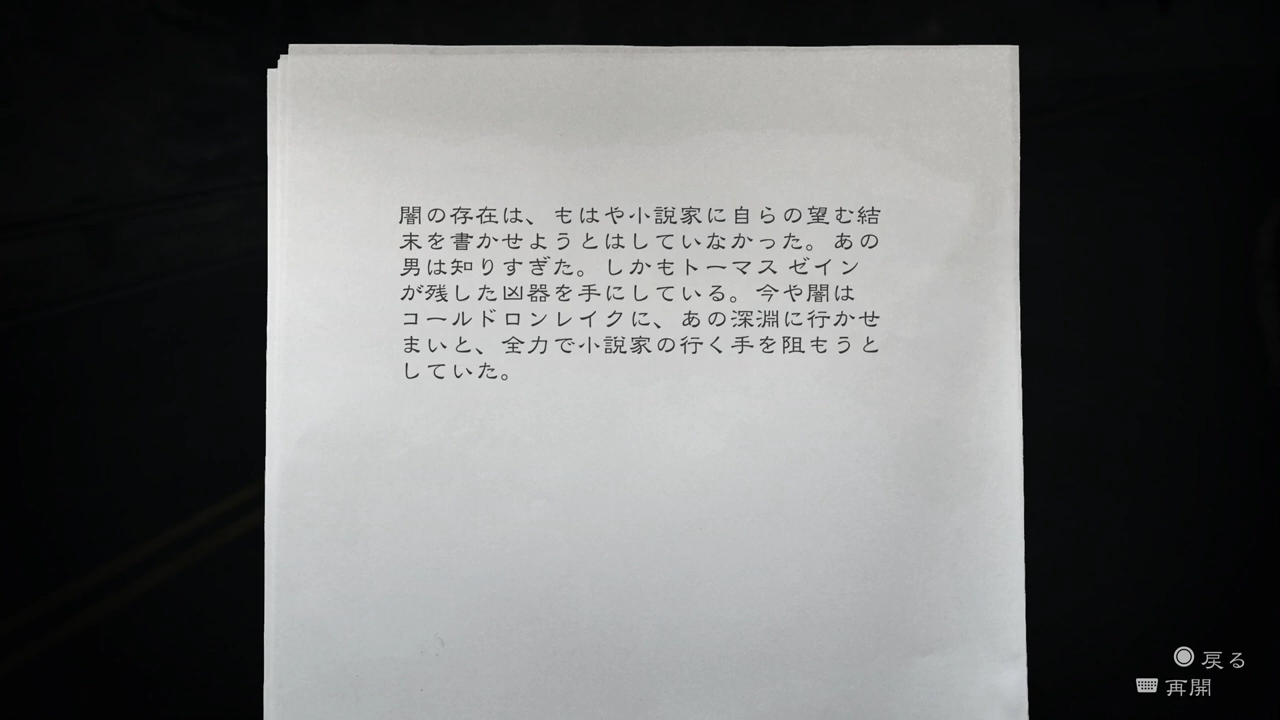 闇の存在は、もはや小説家に自らの望む結
末を書かせようとはしていなかった。あの
男は知りすぎた。しかもトーマス ゼイン
が残した凶器を手にしている。今や闇は
コールドロンレイクに、あの深淵に行かせ
まいと、全力で小説家の行く手を阻もうと
していた。
戻る
再開